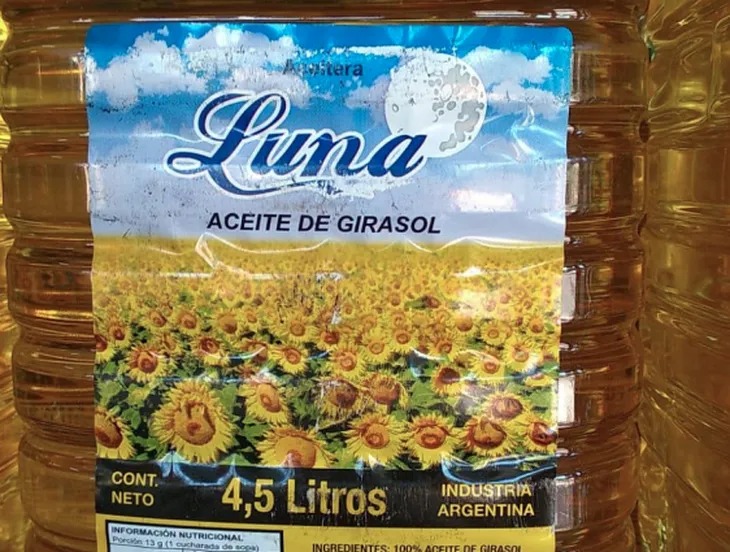 Aceitera
Luna
ACEITE DE GIRASOL
CONT.
NETO
4,5 Litros
INDUSTRIA
ARGENTINA
INFORMACIÓN NUTRICIONAL
Porción 13 g (1 cucharada de sopa)
INGREDIENTES: 100% ACEITE DE GIRASOL